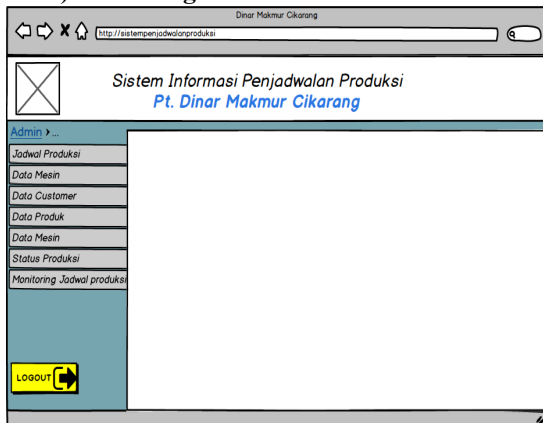 Dinar Makmur Cikarang
http://sistempenjadwalanproduksi
Sistem Informasi Penjadwalan Produksi
Pt. Dinar Makmur Cikarang
Admin > ...
Jadwal Produksi
Data Mesin
Data Customer
Data Produk
Data Mesin
Status Produksi
Monitoring Jadwal produksi
LOGOUT